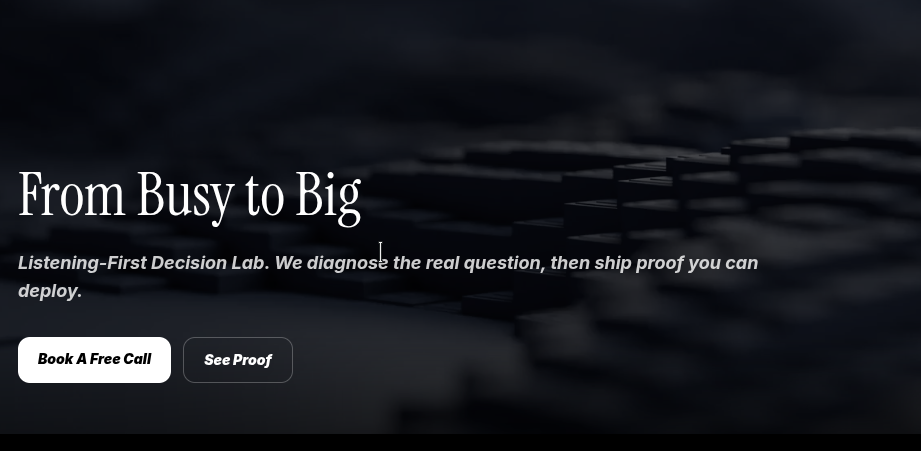 From Busy to Big
Listening-First Decision Lab. We diagnose the real question, then ship proof you can
deploy.
Book A Free Call
See Proof